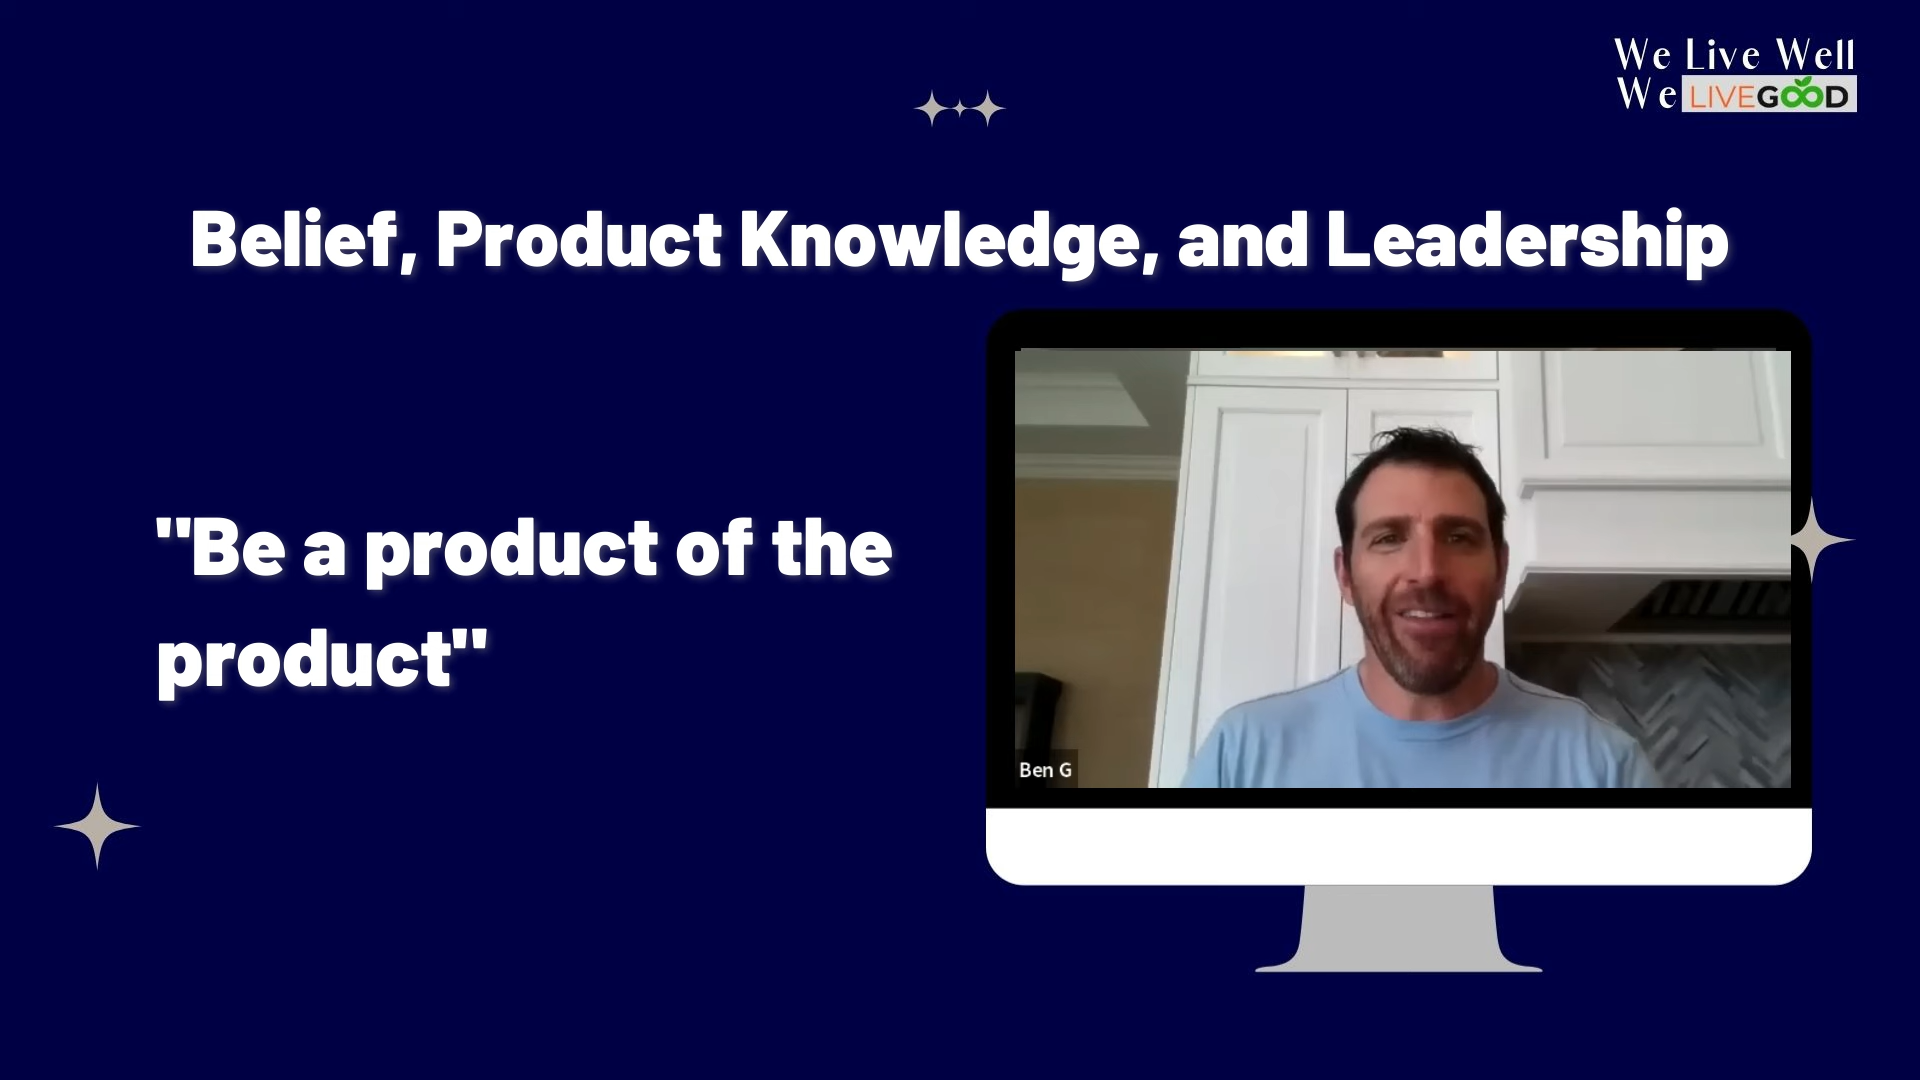 We Live Well
We LIVEGOOD
Belief, Product Knowledge, and Leadership
"Be a product of the
product"
Ben G